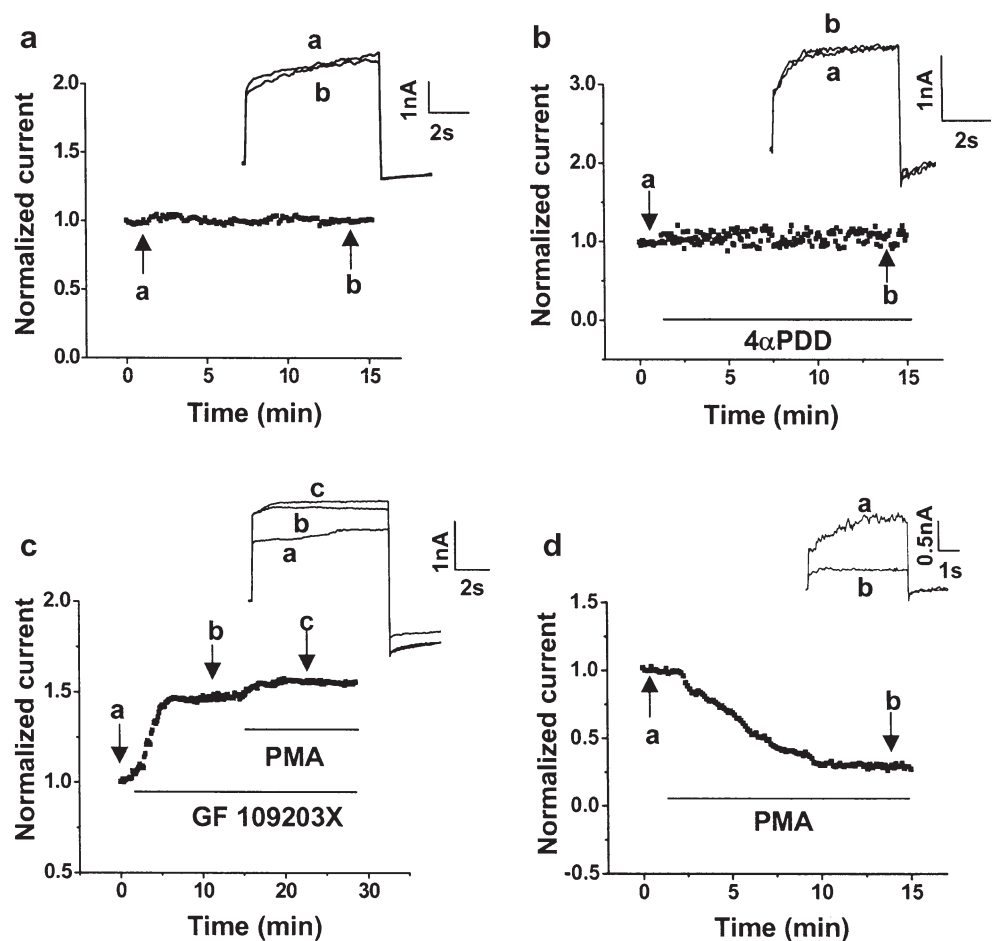 a
a
b
1nA
2s
Normalized current
2.0
1.5
1.0
0.5
0.0
a
b
0 5 10 15
Time (min)
b
b
a
1nA
2s
Normalized current
3.0
2.0
1.0
0.0
a
b
4αPDD
0 5 10 15
Time (min)
c
c
b
a
1nA
2s
Normalized current
2.0
1.5
1.0
0.5
a
b
c
PMA
GF 109203X
0 10 20 30
Time (min)
d
a
b
0.5nA
1s
Normalized current
1.5
1.0
0.5
0.0
-0.5
a
b
PMA
0 5 10 15
Time (min)